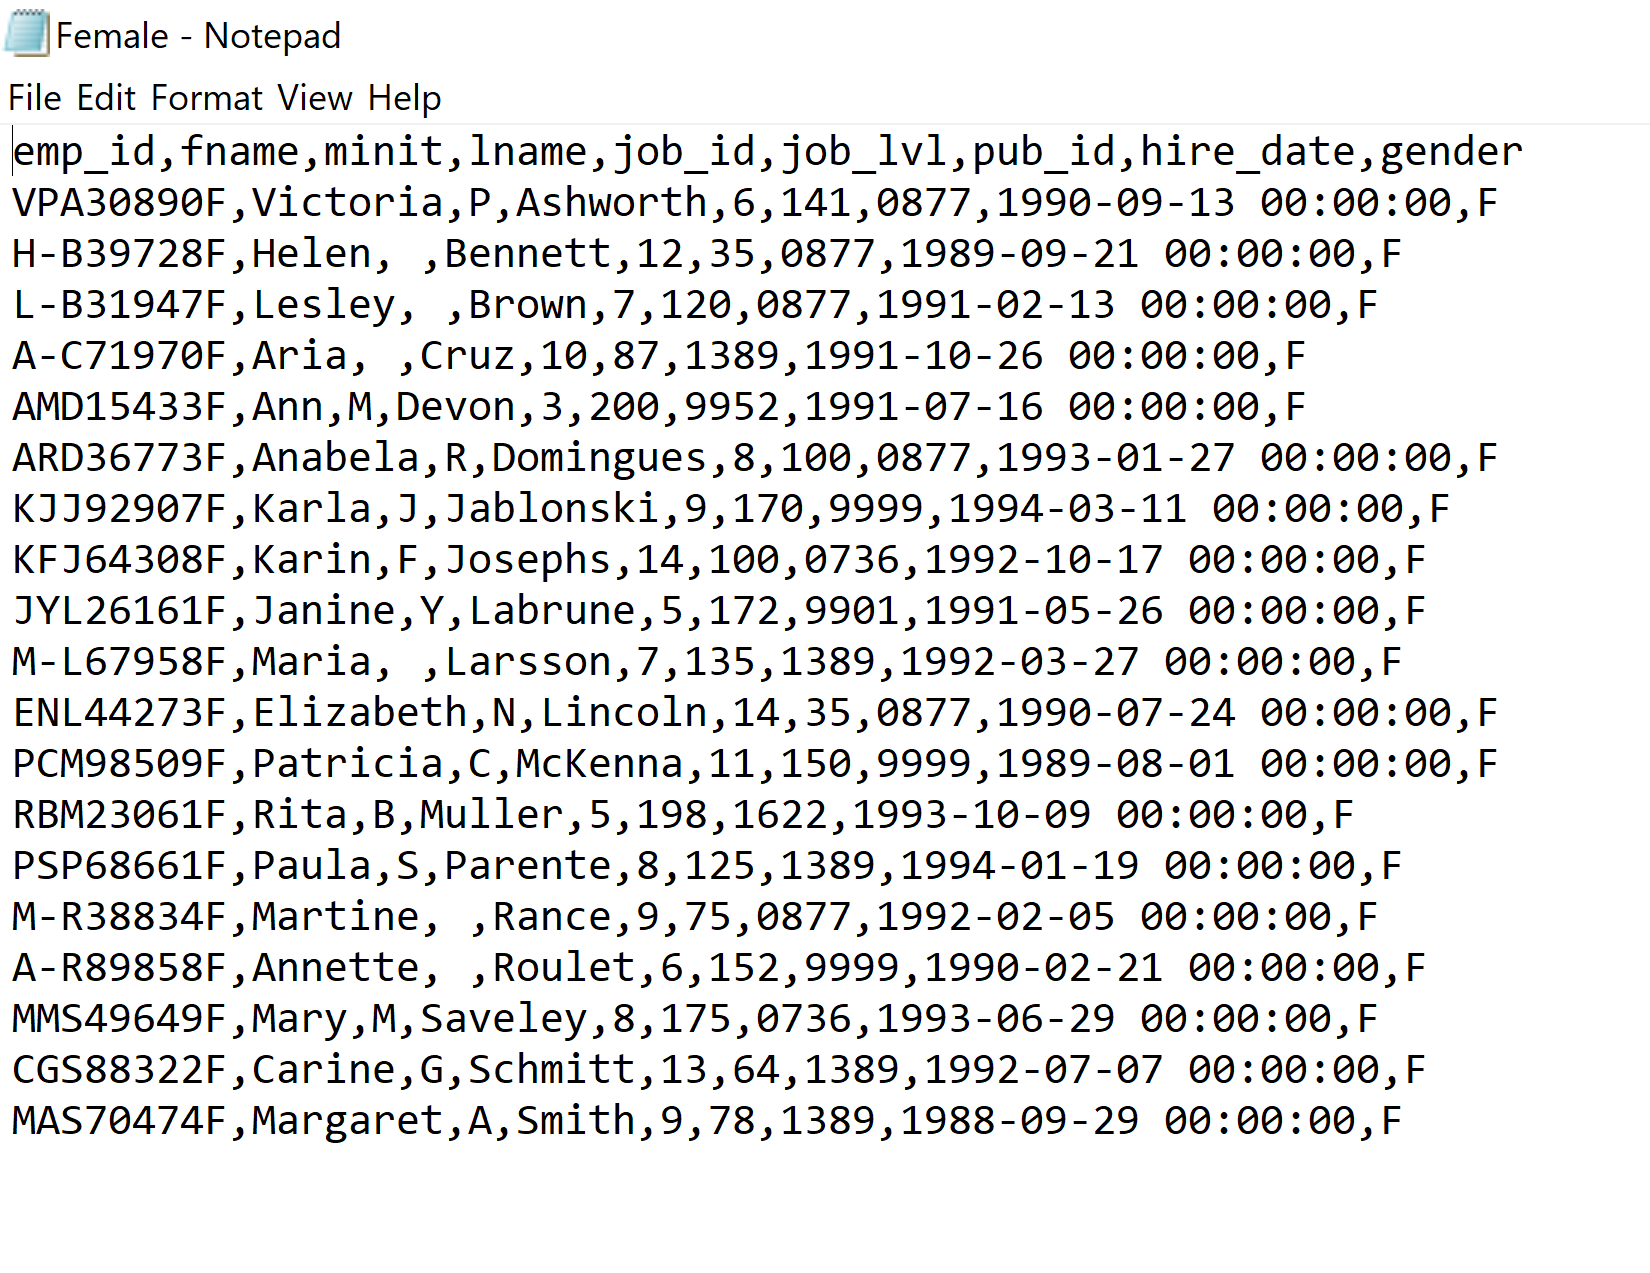 Female - Notepad
File Edit Format View Help
emp_id,fname,minit,lname,job_id,job_lvl,pub_id,hire_date,gender
VPA30890F,Victoria,P,Ashworth,6,141,0877,1990-09-13 00:00:00,F
H-B39728F,Helen, ,Bennett,12,35,0877,1989-09-21 00:00:00,F
L-B31947F,Lesley, ,Brown,7,120,0877,1991-02-13 00:00:00,F
A-C71970F,Aria, ,Cruz,10,87,1389,1991-10-26 00:00:00,F
AMD15433F,Ann,M,Devon,3,200,9952,1991-07-16 00:00:00,F
ARD36773F,Anabela,R,Domingues,8,100,0877,1993-01-27 00:00:00,F
KJJ92907F,Karla,J,Jablonski,9,170,9999,1994-03-11 00:00:00,F
KFJ64308F,Karin,F,Josephs,14,100,0736,1992-10-17 00:00:00,F
JYL26161F,Janine,Y,Labrune,5,172,9901,1991-05-26 00:00:00,F
M-L67958F,Maria, ,Larsson,7,135,1389,1992-03-27 00:00:00,F
ENL44273F,Elizabeth,N,Lincoln,14,35,0877,1990-07-24 00:00:00,F
PCM98509F,Patricia,C,McKenna,11,150,9999,1989-08-01 00:00:00,F
RBM23061F,Rita,B,Muller,5,198,1622,1993-10-09 00:00:00,F
PSP68661F,Paula,S,Parente,8,125,1389,1994-01-19 00:00:00,F
M-R38834F,Martine, ,Rance,9,75,0877,1992-02-05 00:00:00,F
A-R89858F,Annette, ,Roulet,6,152,9999,1990-02-21 00:00:00,F
MMS49649F,Mary,M,Saveley,8,175,0736,1993-06-29 00:00:00,F
CGS88322F,Carine,G,Schmitt,13,64,1389,1992-07-07 00:00:00,F
MAS70474F,Margaret,A,Smith,9,78,1389,1988-09-29 00:00:00,F